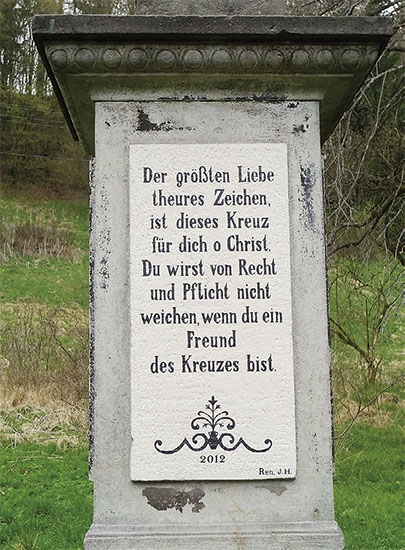 Der größten Liebe
theures Zeichen,
ist dieses Kreuz
für dich o Christ.
Du wirst von Recht
und Pflicht nicht
weichen, wenn du ein
Freund
des Kreuzes bist.
2012
Ren. J. H.